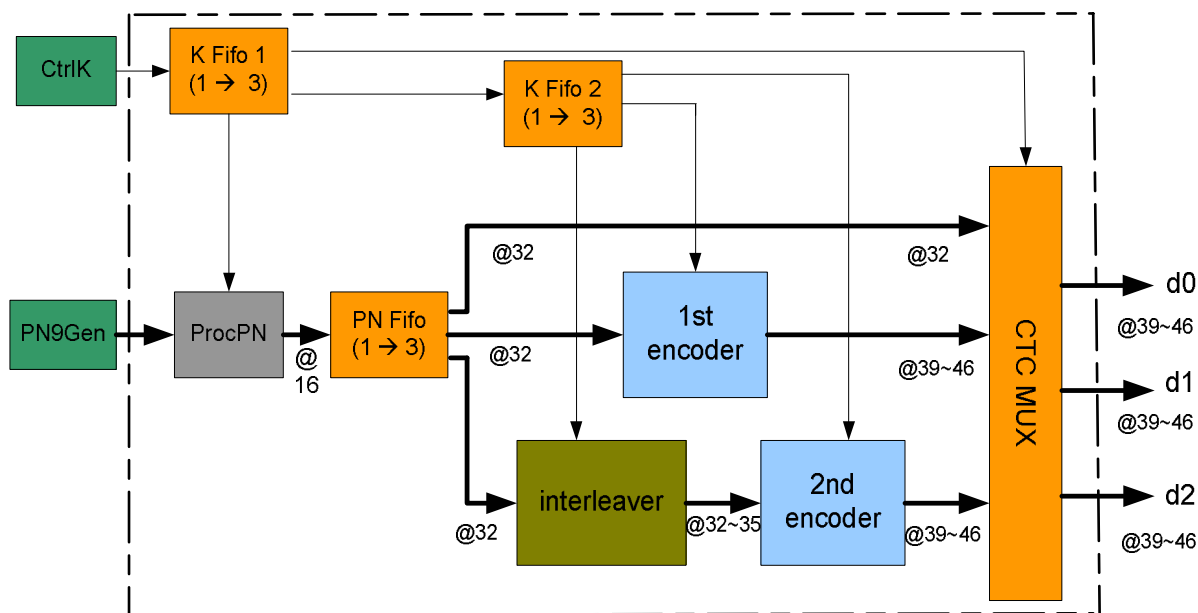 CtrlK
K Fifo 1
(1 → 3)
K Fifo 2
(1 → 3)
@32
@32
PN9Gen
ProcPN
@
16
PN Fifo
(1 → 3)
@32
1st
encoder
@39~46
CTC MUX
d0
@39~46
d1
@39~46
interleaver
@32
@32~35
2nd
encoder
@39~46
d2
@39~46